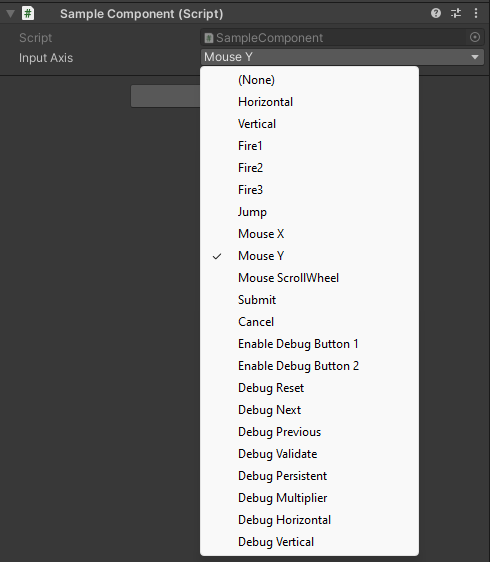 Sample Component (Script)
Script
SampleComponent
Input Axis
Mouse Y
(None)
Horizontal
Vertical
Fire1
Fire2
Fire3
Jump
Mouse X
Mouse Y
Mouse ScrollWheel
Submit
Cancel
Enable Debug Button 1
Enable Debug Button 2
Debug Reset
Debug Next
Debug Previous
Debug Validate
Debug Persistent
Debug Multiplier
Debug Horizontal
Debug Vertical